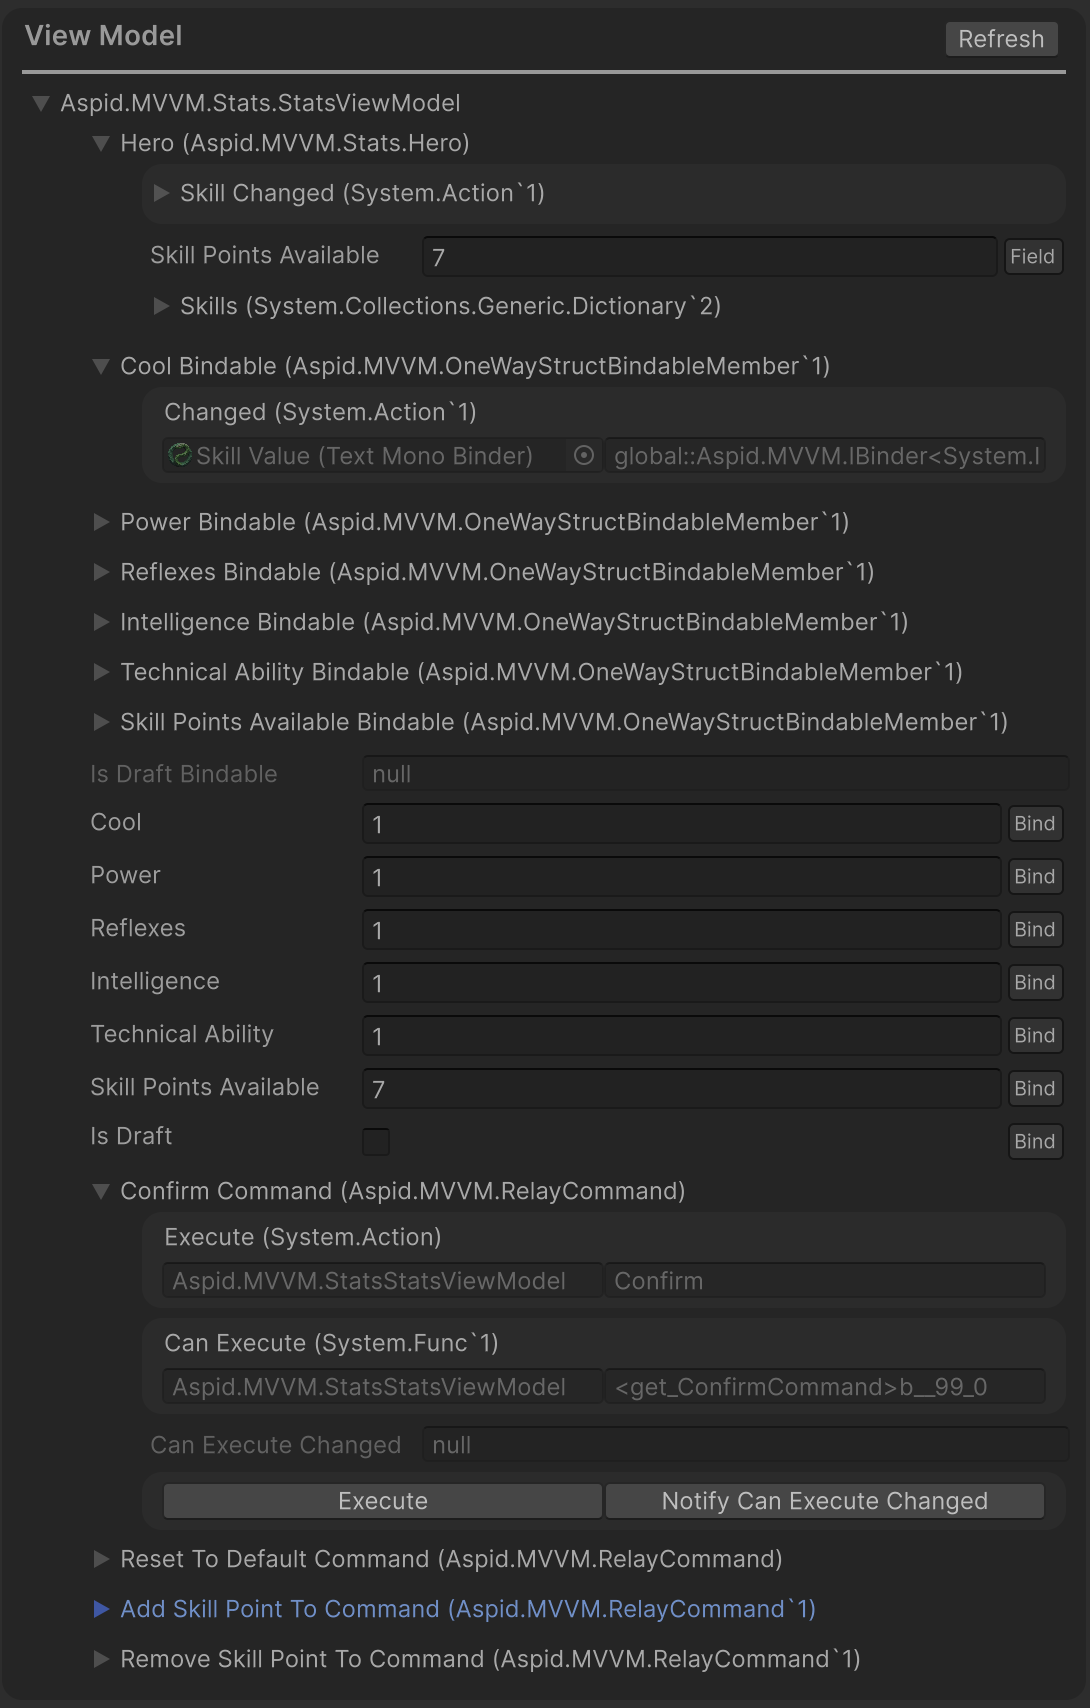 View Model
Refresh
Aspid.MVVM.Stats.StatsViewModel
Hero (Aspid.MVVM.Stats.Hero)
Skill Changed (System.Action`1)
Skill Points Available 7 Field
Skills (System.Collections.Generic.Dictionary`2)
Cool Bindable (Aspid.MVVM.OneWayStructBindableMember`1)
Changed (System.Action`1)
Skill Value (Text Mono Binder) global::Aspid.MVVM.IBinder<System.I
Power Bindable (Aspid.MVVM.OneWayStructBindableMember`1)
Reflexes Bindable (Aspid.MVVM.OneWayStructBindableMember`1)
Intelligence Bindable (Aspid.MVVM.OneWayStructBindableMember`1)
Technical Ability Bindable (Aspid.MVVM.OneWayStructBindableMember`1)
Skill Points Available Bindable (Aspid.MVVM.OneWayStructBindableMember`1)
Is Draft Bindable null
Cool 1 Bind
Power 1 Bind
Reflexes 1 Bind
Intelligence 1 Bind
Technical Ability 1 Bind
Skill Points Available 7 Bind
Is Draft Bind
Confirm Command (Aspid.MVVM.RelayCommand)
Execute (System.Action)
Aspid.MVVM.StatsStatsViewModel Confirm
Can Execute (System.Func`1)
Aspid.MVVM.StatsStatsViewModel <get_ConfirmCommand>b__99_0
Can Execute Changed null
Execute Notify Can Execute Changed
Reset To Default Command (Aspid.MVVM.RelayCommand)
Add Skill Point To Command (Aspid.MVVM.RelayCommand`1)
Remove Skill Point To Command (Aspid.MVVM.RelayCommand`1)